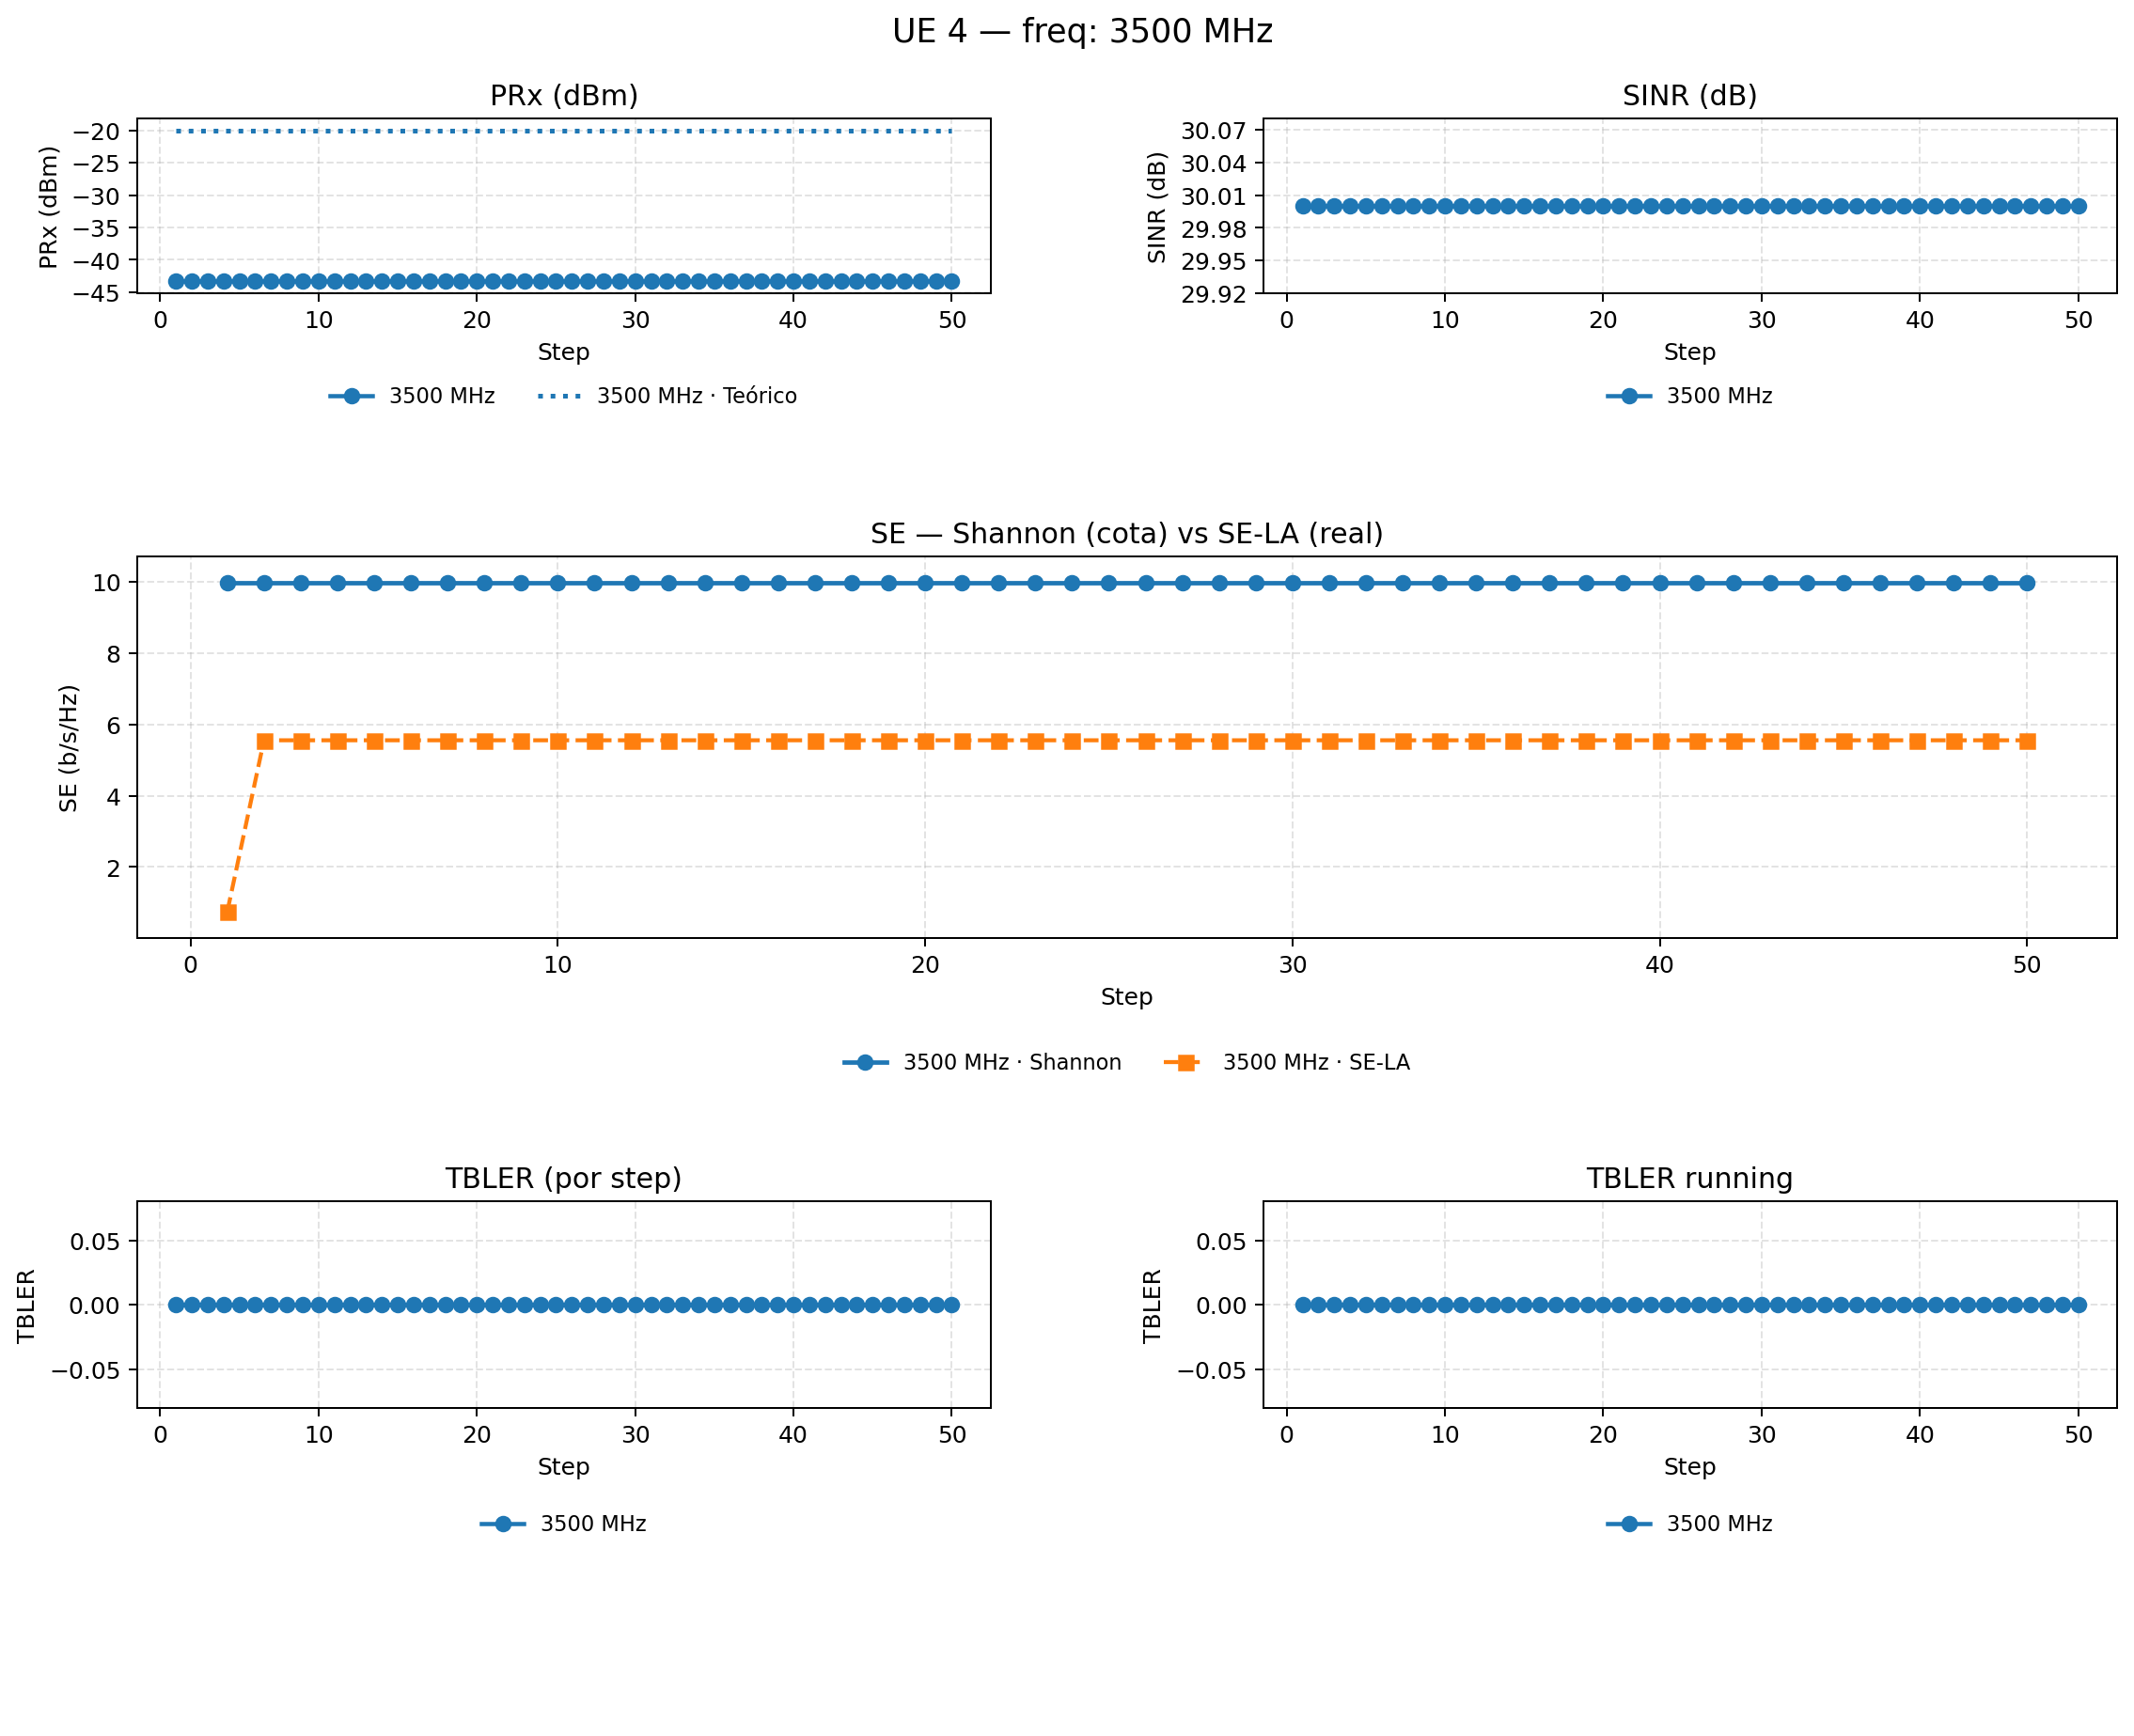 UE 4 — freq: 3500 MHz
PRx (dBm)
PRx (dBm)
−20
−25
−30
−35
−40
−45
0 10 20 30 40 50
Step
3500 MHz 3500 MHz · Teórico
SINR (dB)
SINR (dB)
30.07
30.04
30.01
29.98
29.95
29.92
0 10 20 30 40 50
Step
3500 MHz
SE — Shannon (cota) vs SE-LA (real)
SE (b/s/Hz)
10
8
6
4
2
0 10 20 30 40 50
Step
3500 MHz · Shannon 3500 MHz · SE-LA
TBLER (por step)
TBLER
0.05
0.00
−0.05
0 10 20 30 40 50
Step
3500 MHz
TBLER running
TBLER
0.05
0.00
−0.05
0 10 20 30 40 50
Step
3500 MHz